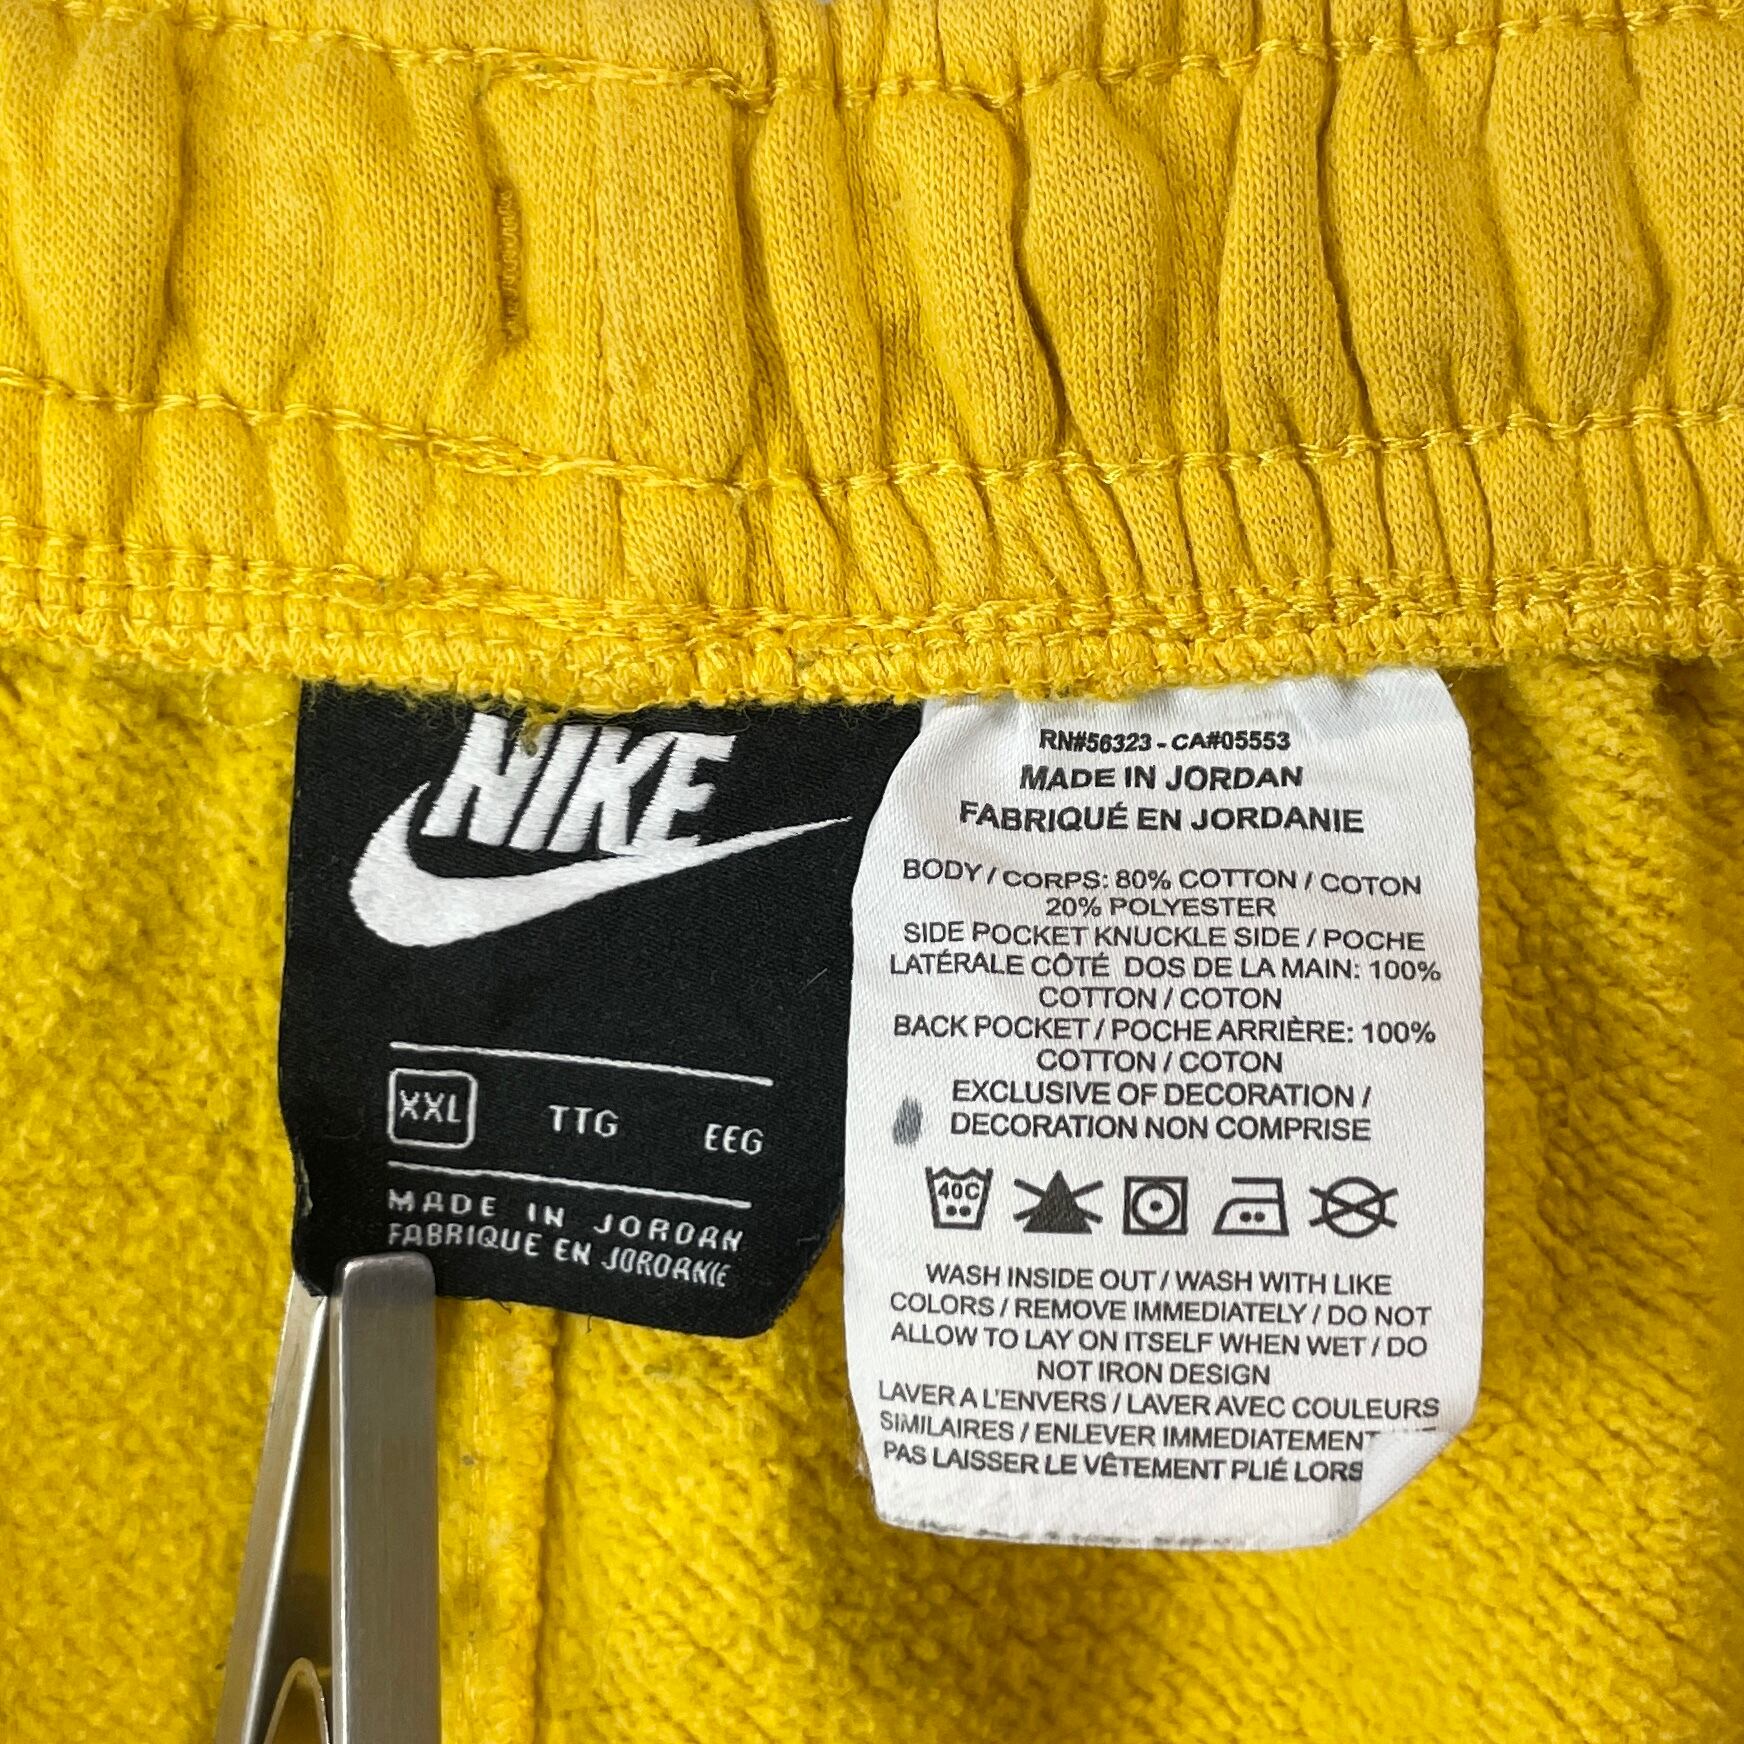 NIKE
XXL TTG EEG
MADE IN JORDAN
FABRIQUE EN JORDANIE
RN#56323 - CA#05553
MADE IN JORDAN
FABRIQUÉ EN JORDANIE
BODY / CORPS: 80% COTTON / COTON
20% POLYESTER
SIDE POCKET KNUCKLE SIDE / POCHE
LATÉRALE CÔTÉ DOS DE LA MAIN: 100%
COTTON / COTON
BACK POCKET / POCHE ARRIÈRE: 100%
COTTON / COTON
EXCLUSIVE OF DECORATION /
DECORATION NON COMPRISE
40C
WASH INSIDE OUT / WASH WITH LIKE
COLORS / REMOVE IMMEDIATELY / DO NOT
ALLOW TO LAY ON ITSELF WHEN WET / DO
NOT IRON DESIGN
LAVER A L'ENVERS / LAVER AVEC COULEURS
SIMILAIRES / ENLEVER IMMEDIATEMENT
PAS LAISSER LE VÊTEMENT PLIÉ LORS